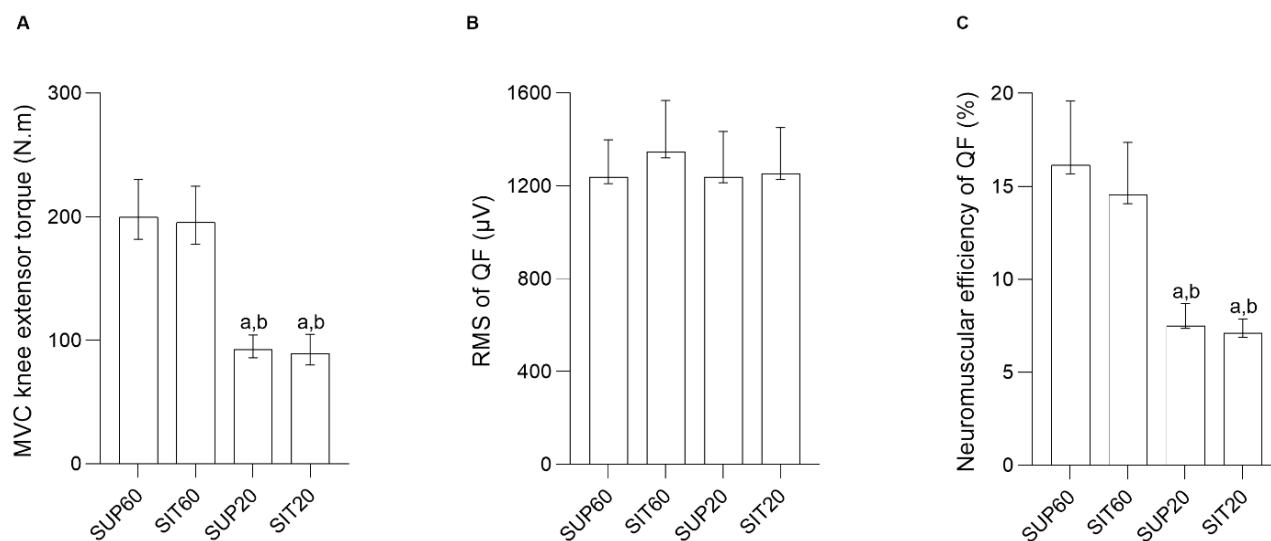 A
MVC knee extensor torque (N.m)
300
200
100
0
a,b
a,b
SUP60
SIT60
SUP20
SIT20
B
RMS of QF (µV)
1600
1200
800
400
0
SUP60
SIT60
SUP20
SIT20
C
Neuromuscular efficiency of QF (%)
20
15
10
5
0
a,b
a,b
SUP60
SIT60
SUP20
SIT20